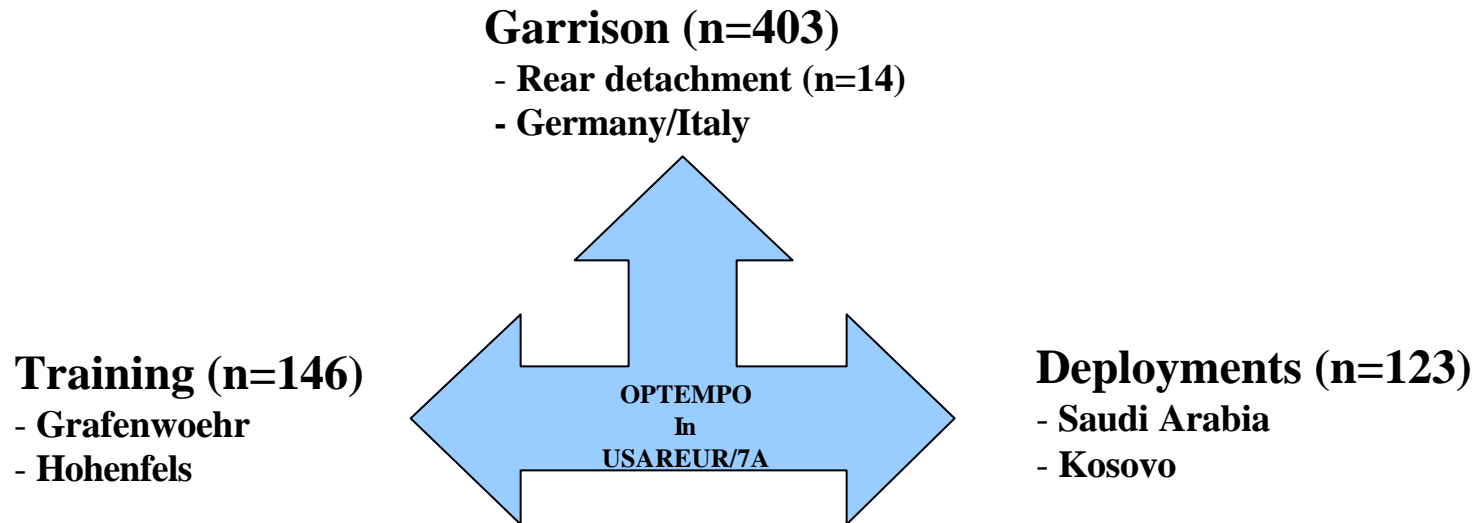 Garrison (n=403)
- Rear detachment (n=14)
- Germany/Italy
Training (n=146)
- Grafenwoehr
- Hohenfels
OPTEMPO
In
USAREUR/7A
Deployments (n=123)
- Saudi Arabia
- Kosovo